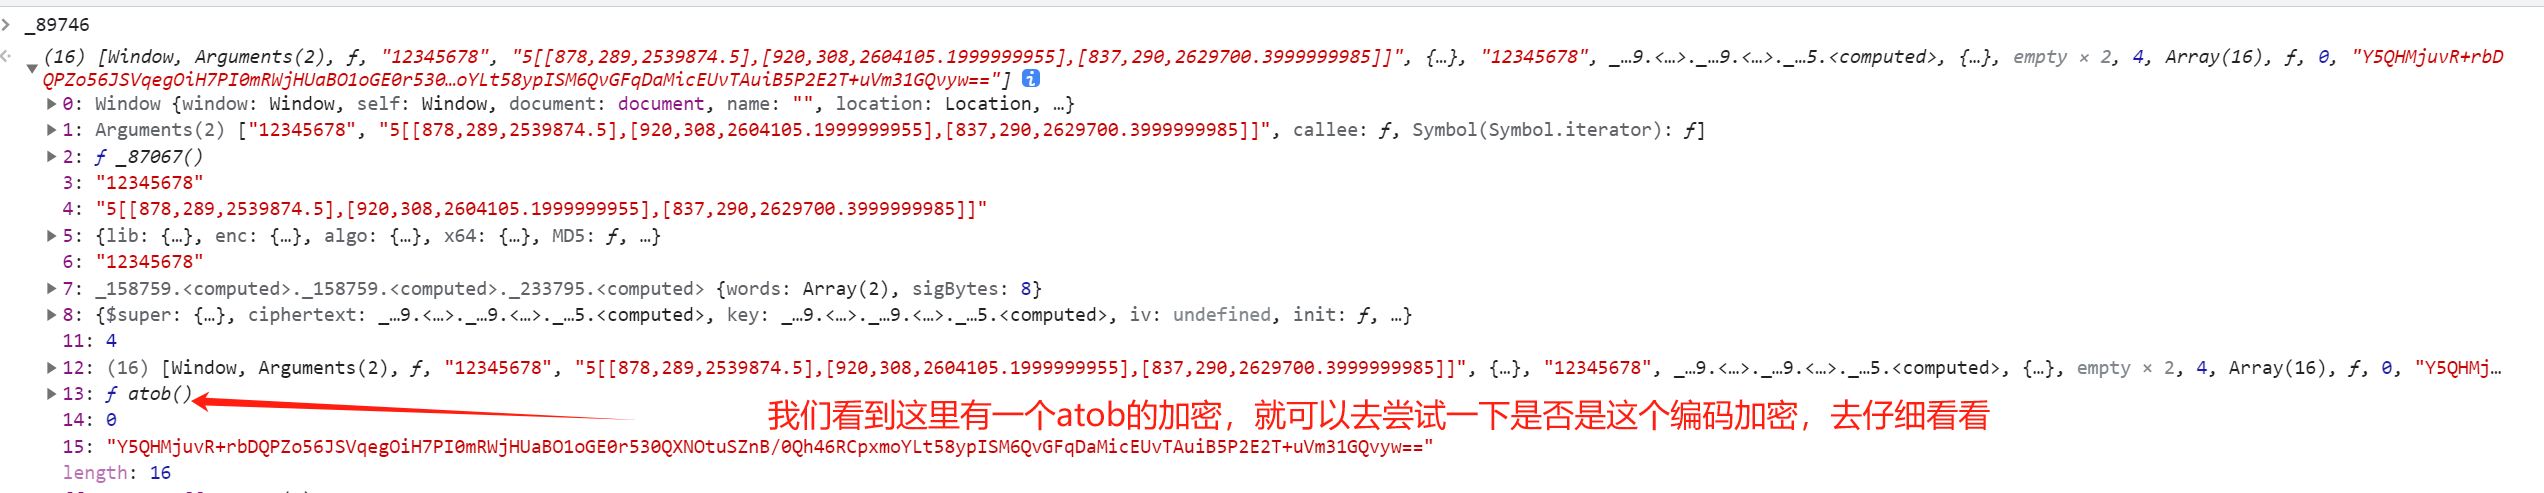 _89746
(16) [Window, Arguments(2), ƒ, "12345678", "5[[878,289,2539874.5],[920,308,2604105.1999999955],[837,290,2629700.3999999985]]", {…}, "12345678", _…9.<…>._…9.<…>._…5.<computed>, {…}, empty × 2, 4, Array(16), ƒ, 0, "Y5QHMjuvR+rbD
QPZo56JSVqegOiH7PI0mRWjHUaBO1oGE0r530…oYLt58ypISM6QvGFqDaMicEUvTAuiB5P2E2T+uVm31GQvyw=="]
0: Window {window: Window, self: Window, document: document, name: "", location: Location, …}
1: Arguments(2) ["12345678", "5[[878,289,2539874.5],[920,308,2604105.1999999955],[837,290,2629700.3999999985]]", callee: ƒ, Symbol(Symbol.iterator): ƒ]
2: ƒ _87067()
3: "12345678"
4: "5[[878,289,2539874.5],[920,308,2604105.1999999955],[837,290,2629700.3999999985]]"
5: {lib: {…}, enc: {…}, algo: {…}, x64: {…}, MD5: ƒ, …}
6: "12345678"
7: _158759.<computed>._158759.<computed>._233795.<computed> {words: Array(2), sigBytes: 8}
8: {$super: {…}, ciphertext: _…9.<…>._…9.<…>._…5.<computed>, key: _…9.<…>._…9.<…>._…5.<computed>, iv: undefined, init: ƒ, …}
11: 4
12: (16) [Window, Arguments(2), ƒ, "12345678", "5[[878,289,2539874.5],[920,308,2604105.1999999955],[837,290,2629700.3999999985]]", {…}, "12345678", _…9.<…>._…9.<…>._…5.<computed>, {…}, empty × 2, 4, Array(16), ƒ, 0, "Y5QHMj…
13: ƒ atob()
我们看到这里有一个atob的加密，就可以去尝试一下是否是这个编码加密，去仔细看看
14: 0
15: "Y5QHMjuvR+rbDQPZo56JSVqegOiH7PI0mRWjHUaBO1oGE0r530QXNOtuSZnB/0Qh46RCpxmoYLt58ypISM6QvGFqDaMicEUvTAuiB5P2E2T+uVm31GQvyw=="
length: 16